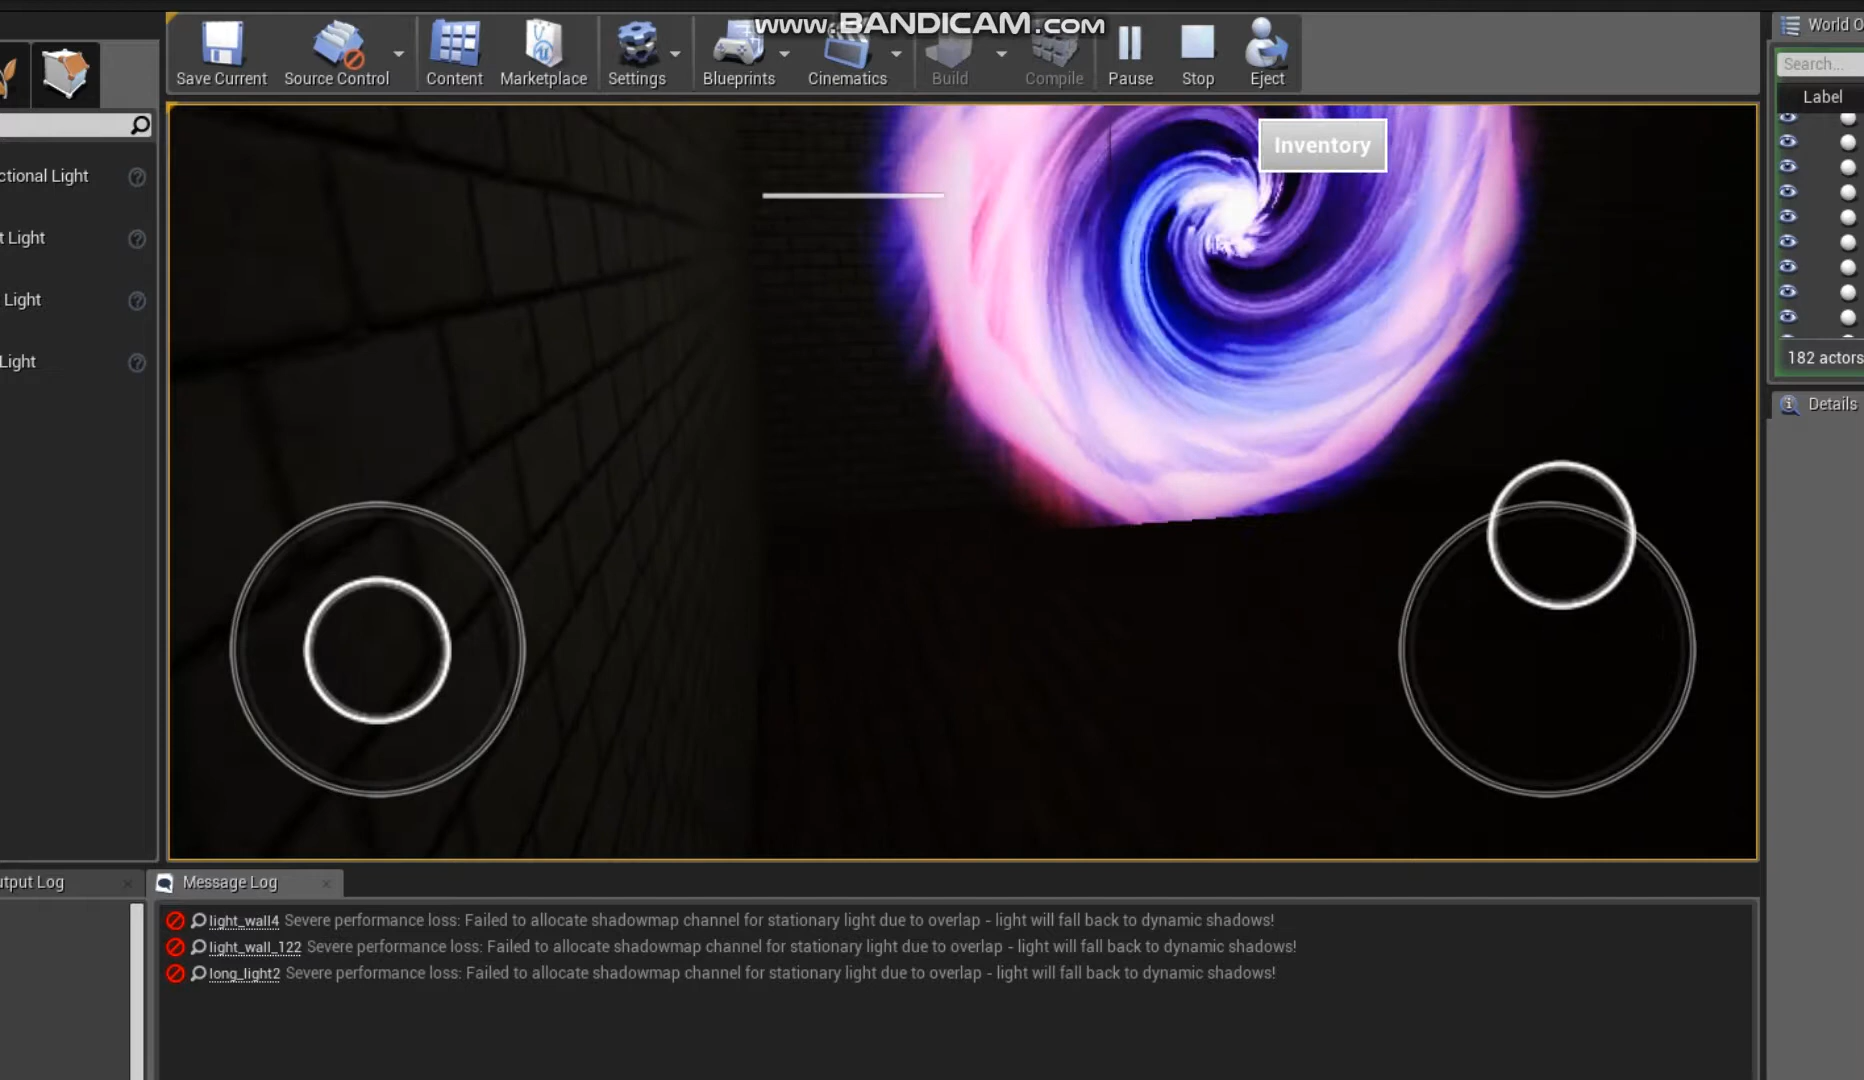 www.BANDICAM.com
World O
Save Current
Source Control
Content
Marketplace
Settings
Blueprints
Cinematics
Build
Compile
Pause
Stop
Eject
Search...
Label
Inventory
ctional Light
t Light
Light
Light
182 actors
Details
utput Log
Message Log
light_wall4 Severe performance loss: Failed to allocate shadowmap channel for stationary light due to overlap - light will fall back to dynamic shadows!
light_wall_122 Severe performance loss: Failed to allocate shadowmap channel for stationary light due to overlap - light will fall back to dynamic shadows!
long_light2 Severe performance loss: Failed to allocate shadowmap channel for stationary light due to overlap - light will fall back to dynamic shadows!